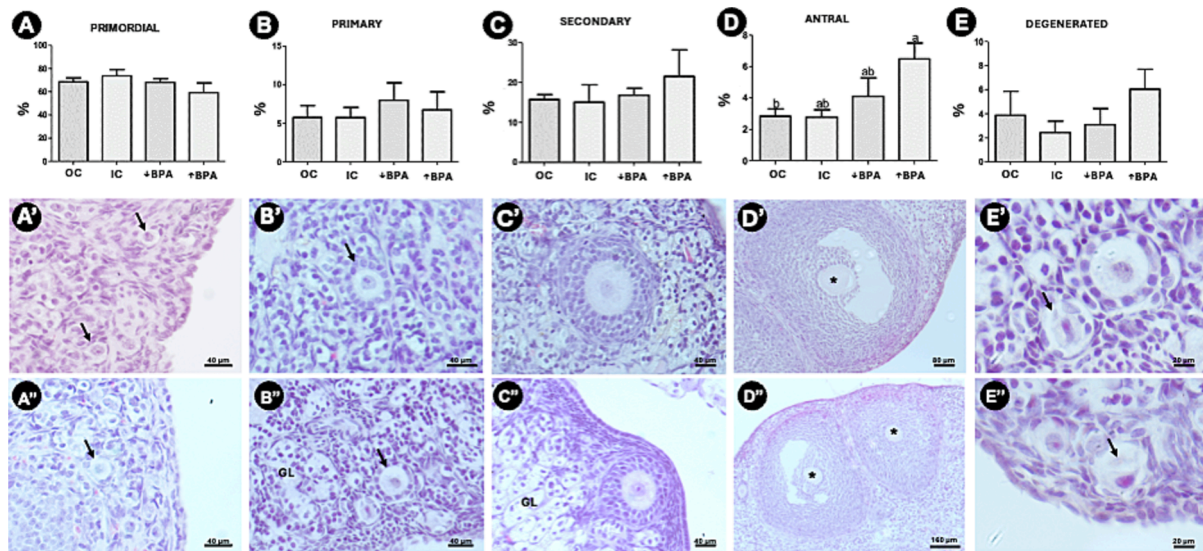 A PRIMORDIAL
%
100
80
60
40
20
0
OC IC ↓BPA ↑BPA
B PRIMARY
%
15
10
5
0
OC IC ↓BPA ↑BPA
C SECONDARY
%
30
20
10
0
OC IC ↓BPA ↑BPA
D ANTRAL
%
8
6
4
2
0
b ab ab a
OC IC ↓BPA ↑BPA
E DEGENERATED
%
10
8
6
4
2
0
OC IC ↓BPA ↑BPA
A'
40 µm
B'
40 µm
C'
40 µm
D'
*
80 µm
E'
20 µm
A"
40 µm
B"
GL
40 µm
C"
GL
40 µm
D"
* *
160 µm
E"
20 µm